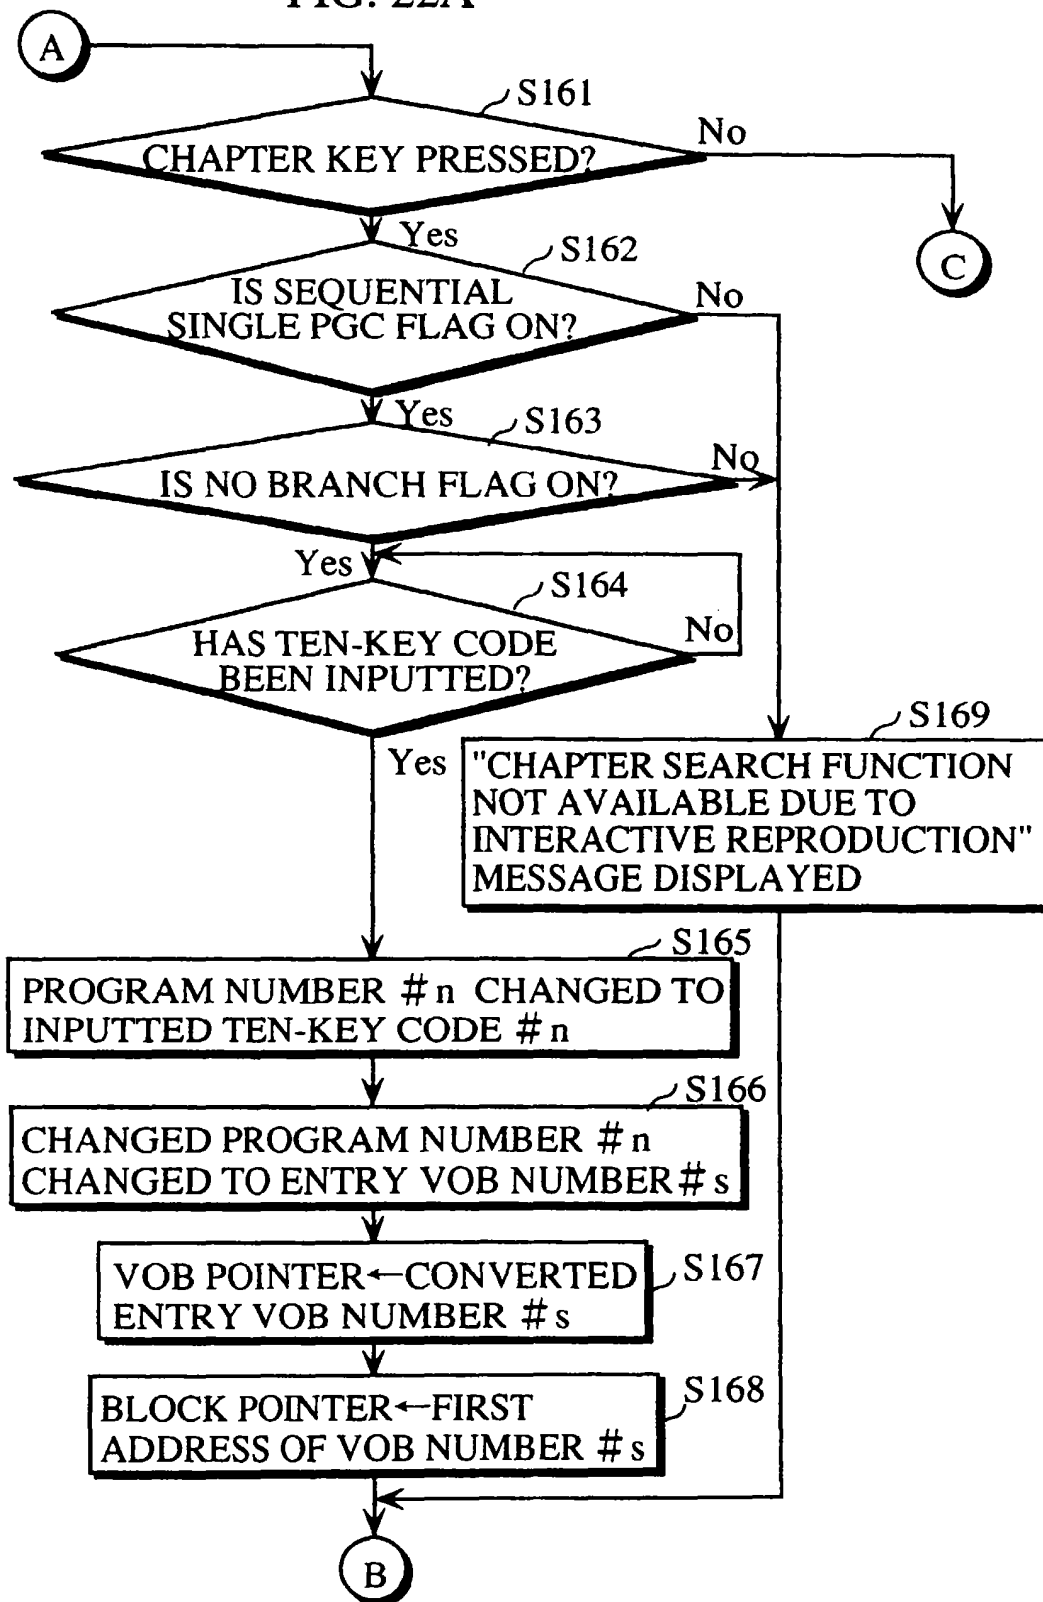 FIG. 22A
A
S161
CHAPTER KEY PRESSED?
No
Yes
C
S162
IS SEQUENTIAL
SINGLE PGC FLAG ON?
No
Yes
S163
IS NO BRANCH FLAG ON?
No
Yes
S164
HAS TEN-KEY CODE
BEEN INPUTTED?
No
Yes
S169
"CHAPTER SEARCH FUNCTION
NOT AVAILABLE DUE TO
INTERACTIVE REPRODUCTION"
MESSAGE DISPLAYED
S165
PROGRAM NUMBER #n CHANGED TO
INPUTTED TEN-KEY CODE #n
S166
CHANGED PROGRAM NUMBER #n
CHANGED TO ENTRY VOB NUMBER #s
S167
VOB POINTER←CONVERTED
ENTRY VOB NUMBER #s
S168
BLOCK POINTER←FIRST
ADDRESS OF VOB NUMBER #s
B